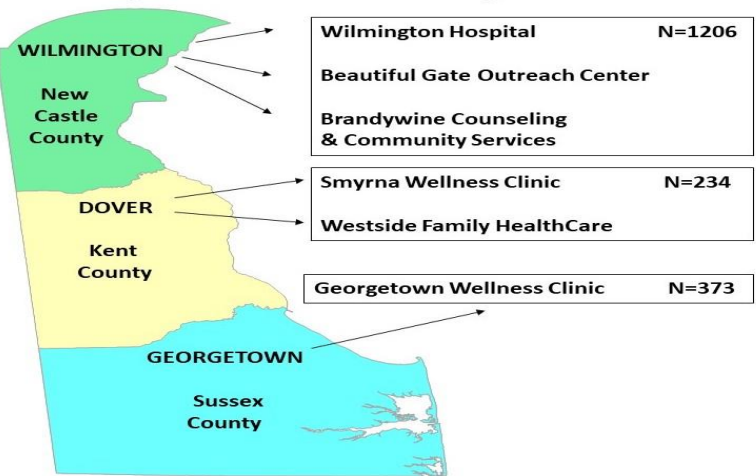 WILMINGTON
New
Castle
County
Wilmington Hospital N=1206
Beautiful Gate Outreach Center
Brandywine Counseling
& Community Services
DOVER
Kent
County
Smyrna Wellness Clinic N=234
Westside Family HealthCare
Georgetown Wellness Clinic N=373
GEORGETOWN
Sussex
County